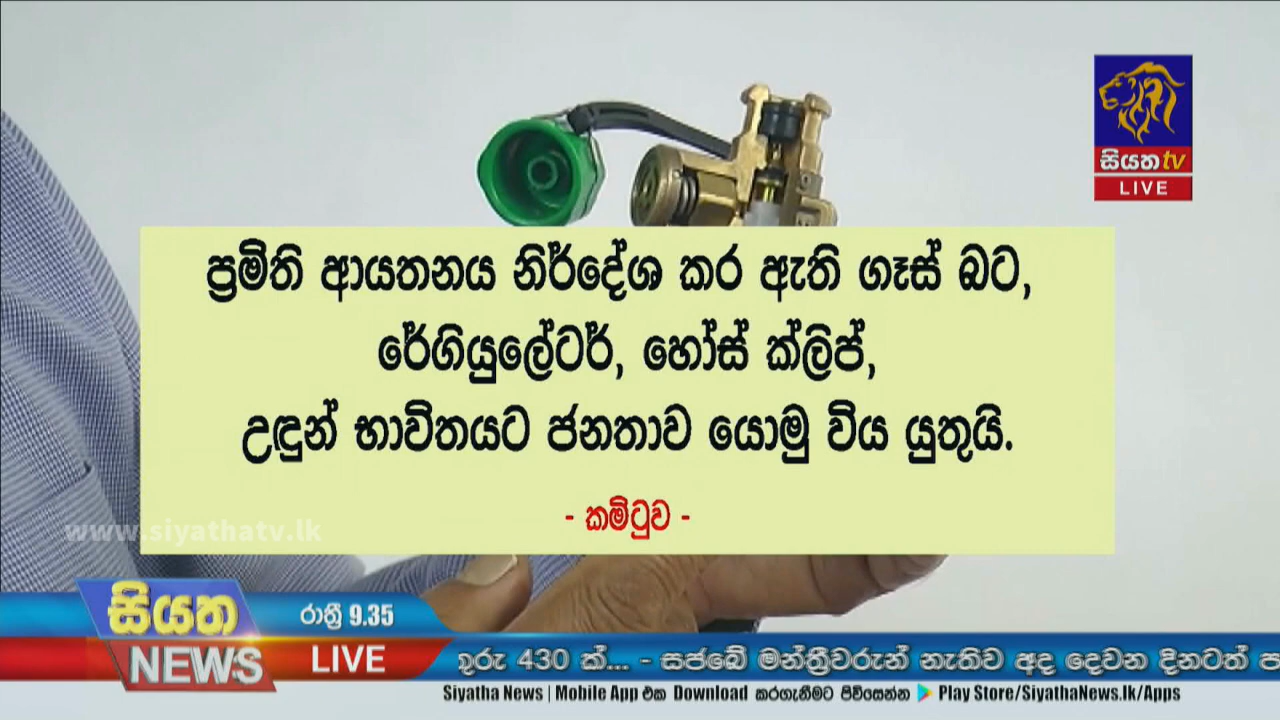 සියත tv
LIVE
ප්‍රමිති ආයතනය නිර්දේශ කර ඇති ගෑස් බට,
රේගියුලේටර්, හෝස් ක්ලිප්,
උඳුන් භාවිතයට ජනතාව යොමු විය යුතුයි.
- කමිටුව -
www.siyathatv.lk
සියත
NEWS
රාත්‍රී 9.35
LIVE
430 ක්... - සජබේ මන්ත්‍රීවරුන් නැතිව අද දෙවන දිනටත්
Siyatha News | Mobile App එක Download කරගැනීමට පිවිසෙන්න Play Store/SiyathaNews.lk/Apps